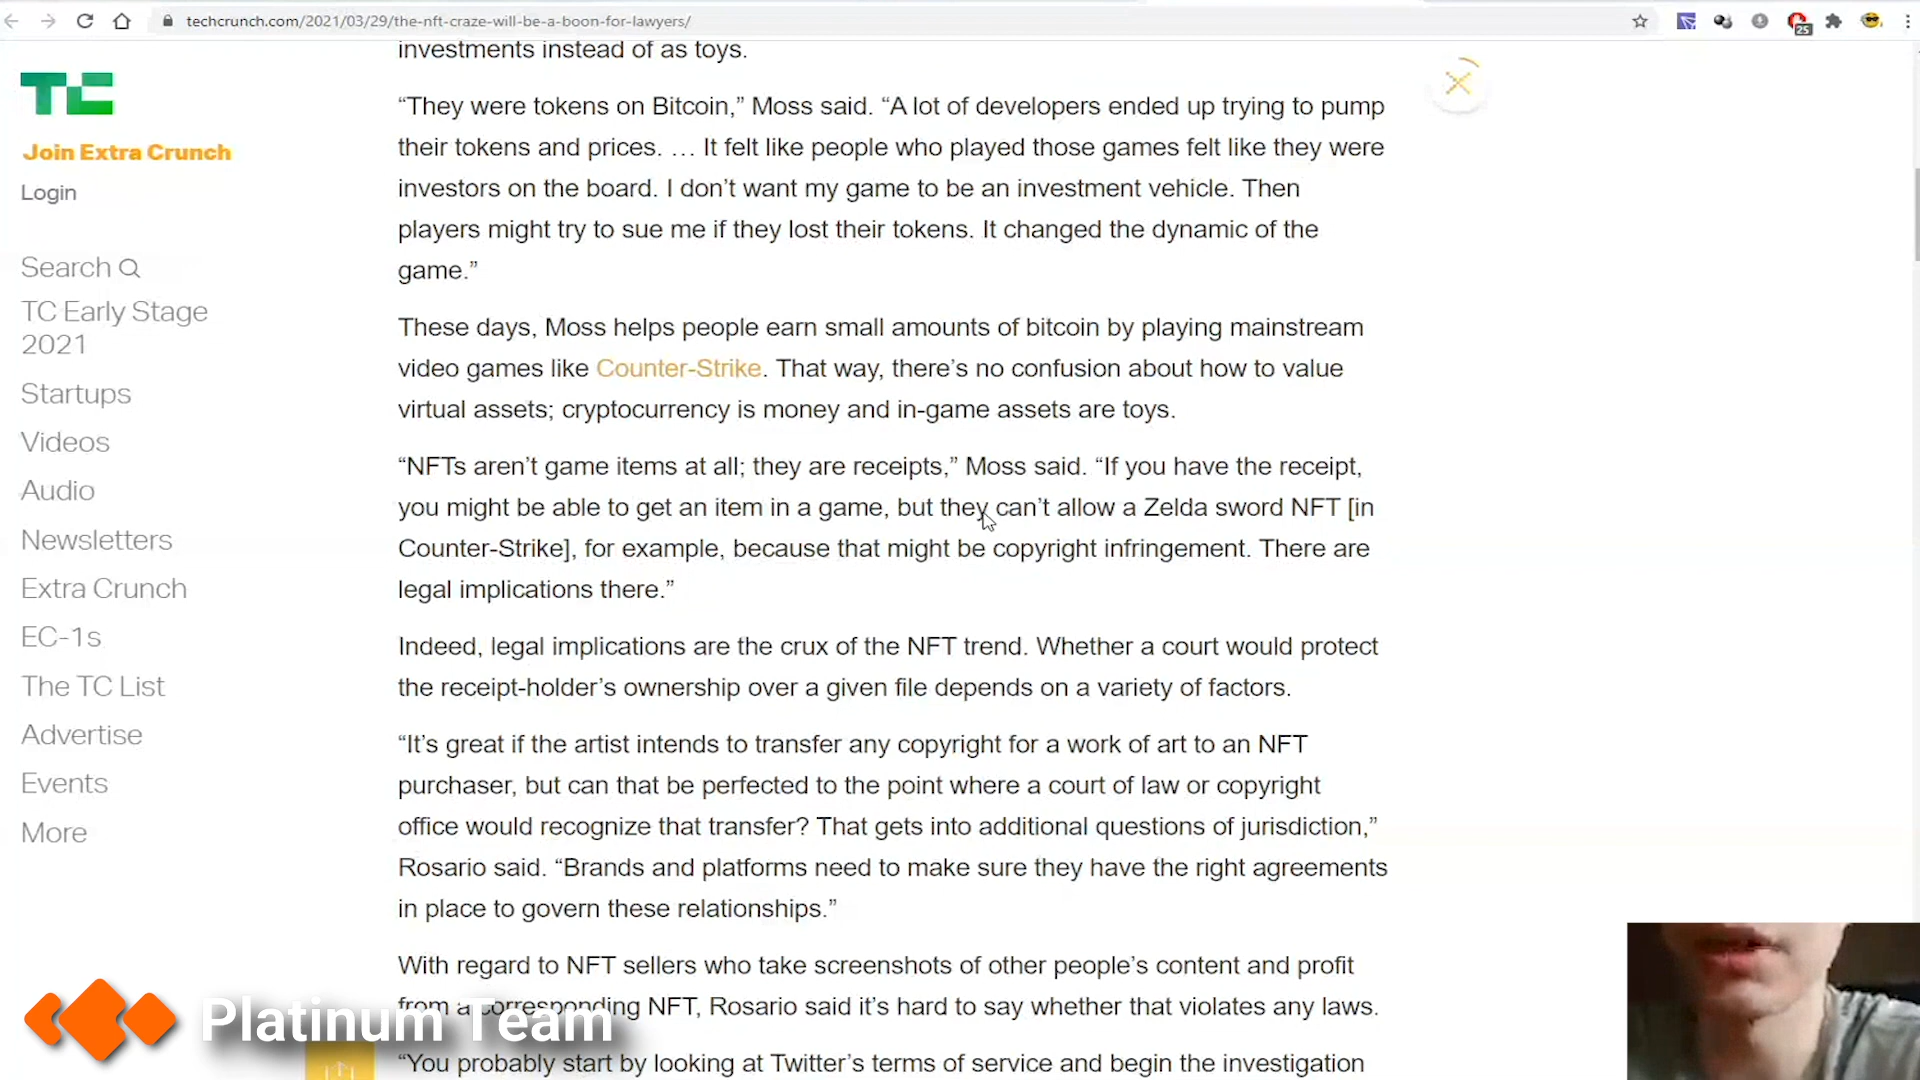 techcrunch.com/2021/03/29/the-nft-craze-will-be-a-boon-for-lawyers/
25
TC
Join Extra Crunch
Login
Search
TC Early Stage
2021
Startups
Videos
Audio
Newsletters
Extra Crunch
EC-1s
The TC List
Advertise
Events
More
investments instead of as toys.
“They were tokens on Bitcoin,” Moss said. “A lot of developers ended up trying to pump
their tokens and prices. … It felt like people who played those games felt like they were
investors on the board. I don’t want my game to be an investment vehicle. Then
players might try to sue me if they lost their tokens. It changed the dynamic of the
game.”
These days, Moss helps people earn small amounts of bitcoin by playing mainstream
video games like Counter-Strike. That way, there’s no confusion about how to value
virtual assets; cryptocurrency is money and in-game assets are toys.
“NFTs aren’t game items at all; they are receipts,” Moss said. “If you have the receipt,
you might be able to get an item in a game, but they can’t allow a Zelda sword NFT [in
Counter-Strike], for example, because that might be copyright infringement. There are
legal implications there.”
Indeed, legal implications are the crux of the NFT trend. Whether a court would protect
the receipt-holder’s ownership over a given file depends on a variety of factors.
“It’s great if the artist intends to transfer any copyright for a work of art to an NFT
purchaser, but can that be perfected to the point where a court of law or copyright
office would recognize that transfer? That gets into additional questions of jurisdiction,”
Rosario said. “Brands and platforms need to make sure they have the right agreements
in place to govern these relationships.”
With regard to NFT sellers who take screenshots of other people’s content and profit
from a corresponding NFT, Rosario said it’s hard to say whether that violates any laws.
“You probably start by looking at Twitter’s terms of service and begin the investigation
Platinum Team